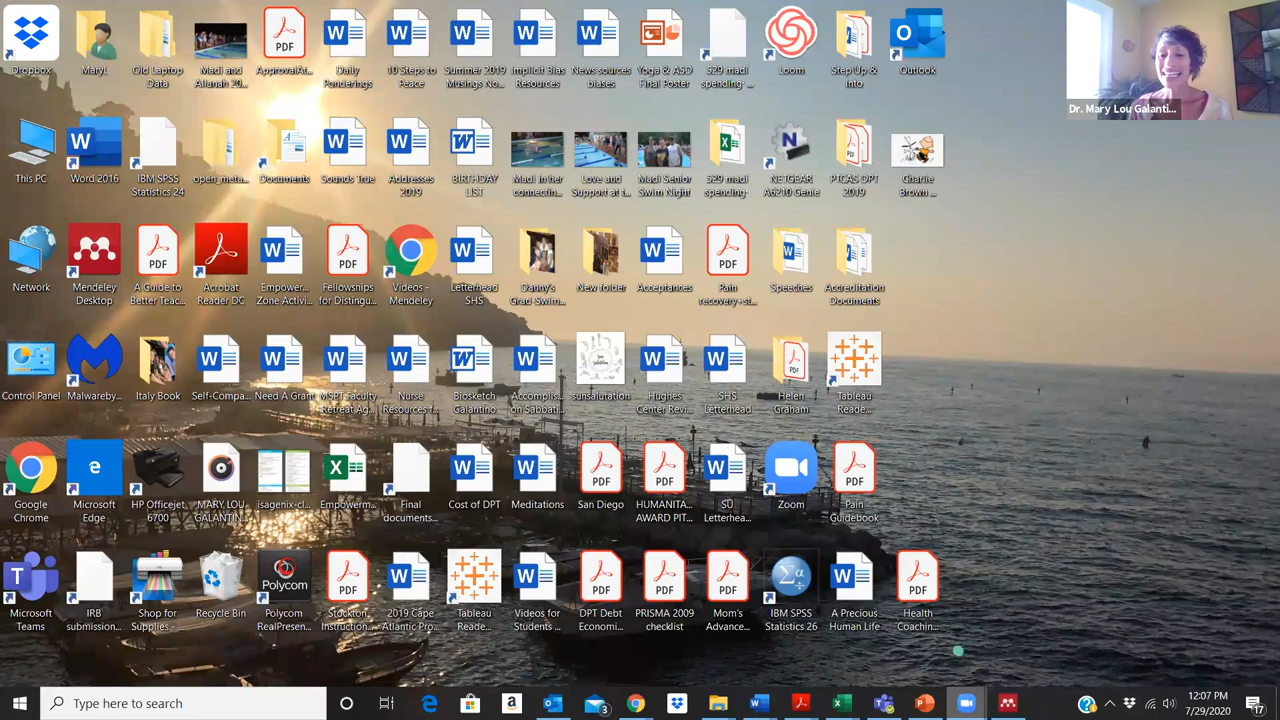 Dropbox
MaryL
Old Laptop
Data
Madi and
Allanah 20...
PDF
ApprovalAt...
Daily
Ponderings
10 Steps to
Peace
Summer 2019
Musings No...
Implicit Bias
Resources
News sources
biases
Yoga & ASD
Final Poster
529 madi
spending- ...
Loom
Step Up &
Into
Outlook
Dr. Mary Lou Galanti...
This PC
Word 2016
IBM SPSS
Statistics 24
open_meta...
Documents
Sounds True
Addresses
2019
BIRTHDAY
LIST
Madi in her
connectin...
Love and
Support at t...
Madi Senior
Swim Night
529 madi
spending-
NETGEAR
A6210 Genie
PTCAS DPT
2019
Charlie
Brown ...
Network
Mendeley
Desktop
PDF
A Guide to
Better Teac...
Acrobat
Reader DC
Empower...
Zone Activi...
PDF
Fellowships
for Distingu...
Videos -
Mendeley
Letterhead
SHS
Danny's
Grad-Swim...
New folder
Acceptances
PDF
Pain
recovery-st...
Speeches
Accreditation
Documents
Control Panel
Malwareby...
Italy Book
Self-Compa...
Need A Grant
MSPT Faculty
Retreat Ag...
Nurse
Resources f...
Biosketch
Galantino
Accomplis...
on Sabbati...
sunsalutation
Hughes
Center Revi...
SHS
Letterhead
PDF
Helen
Graham
Tableau
Reade...
Google
Chrome
Microsoft
Edge
HP Officejet
6700
MARY LOU
GALANTIN...
isagenix-cl...
Empowerm...
Final
documents...
Cost of DPT
Meditations
PDF
San Diego
PDF
HUMANITA...
AWARD PIT...
SU
Letterhea...
Zoom
PDF
Pain
Guidebook
Microsoft
Teams
IRB
submission...
Shop for
Supplies - ...
Recycle Bin
Polycom
Polycom
RealPresen...
PDF
Stockton
Instruction...
2019 Cape
Atlantic Pro...
Tableau
Reade...
Videos for
Students ...
PDF
DPT Debt
Economi...
PDF
PRISMA 2009
checklist
PDF
Mom's
Advance...
IBM SPSS
Statistics 26
A Precious
Human Life
PDF
Health
Coachin...
Type here to search
3
12:07 PM
7/29/2020
17